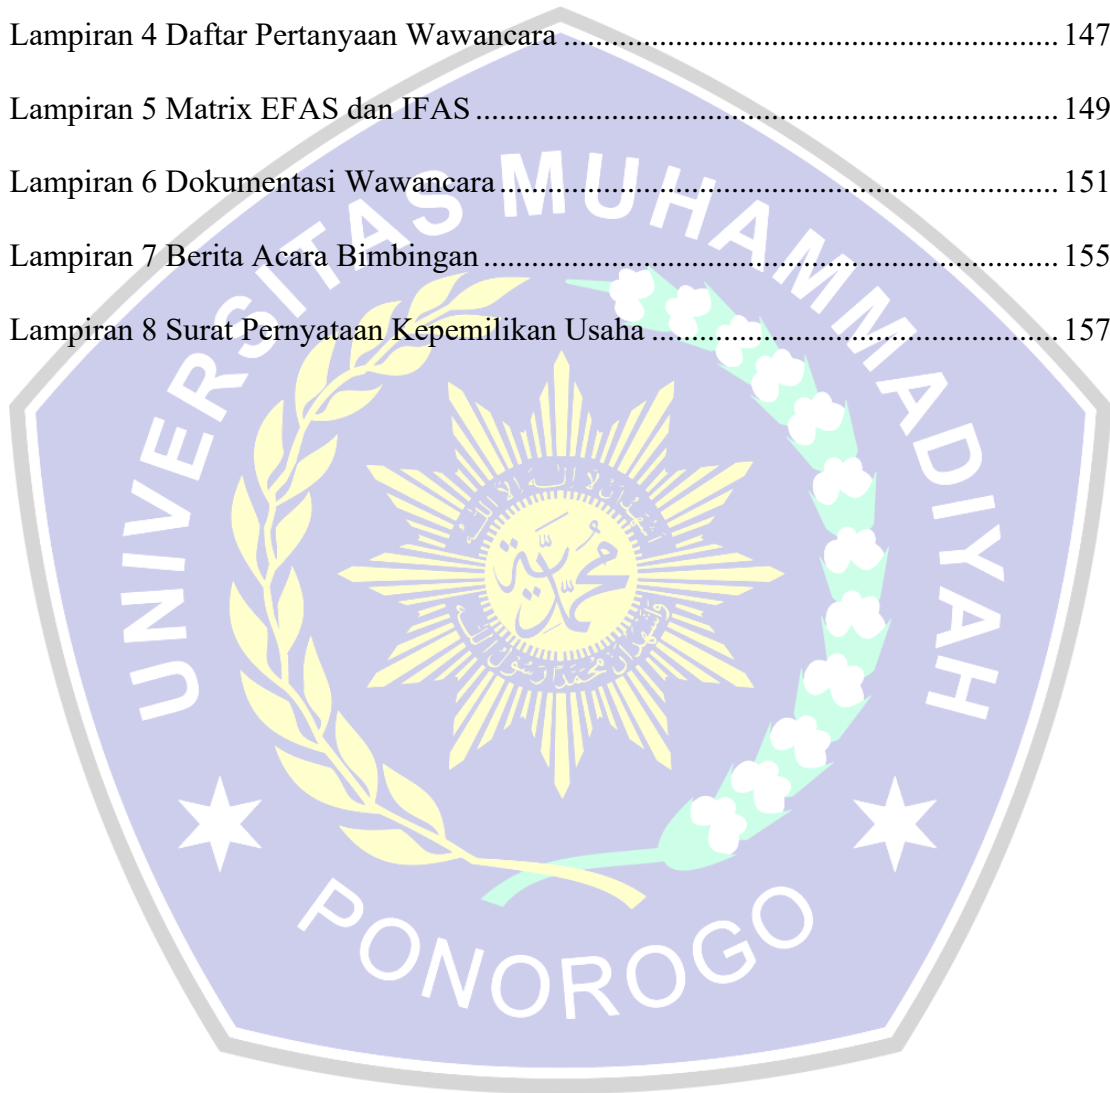 Lampiran 4 Daftar Pertanyaan Wawancara ............................................................. 147
Lampiran 5 Matrix EFAS dan IFAS ........................................................................ 149
Lampiran 6 Dokumentasi Wawancara ..................................................................... 151
Lampiran 7 Berita Acara Bimbingan ....................................................................... 155
Lampiran 8 Surat Pernyataan Kepemilikan Usaha .................................................. 157
UNIVERSITAS MUHAMMADIYAH
محمدية
PONOROGO